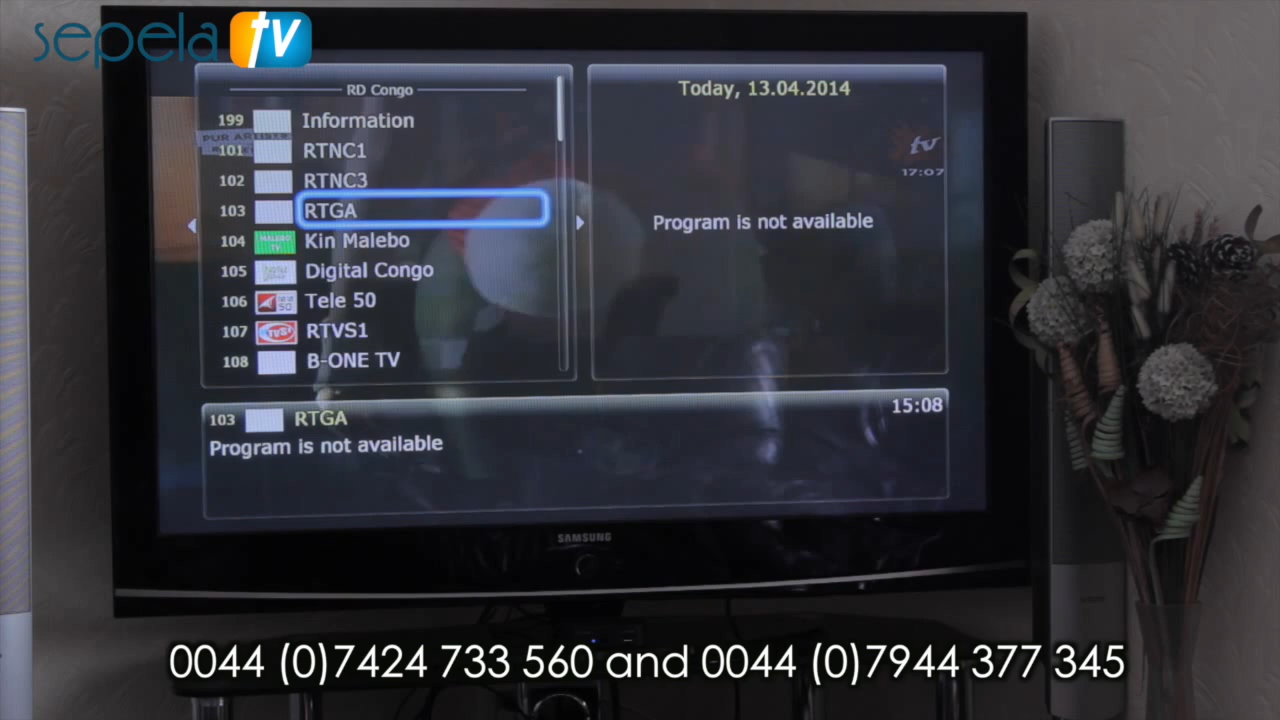 sepela tv
RD Congo
199 Information
101 RTNC1
102 RTNC3
103 RTGA
104 MALEBO TV Kin Malebo
105 Digital Congo
106 50 Tele 50
107 RTVS1
108 B-ONE TV
Today, 13.04.2014
tv
17:07
Program is not available
103 RTGA
15:08
Program is not available
SAMSUNG
0044 (0)7424 733 560 and 0044 (0)7944 377 345